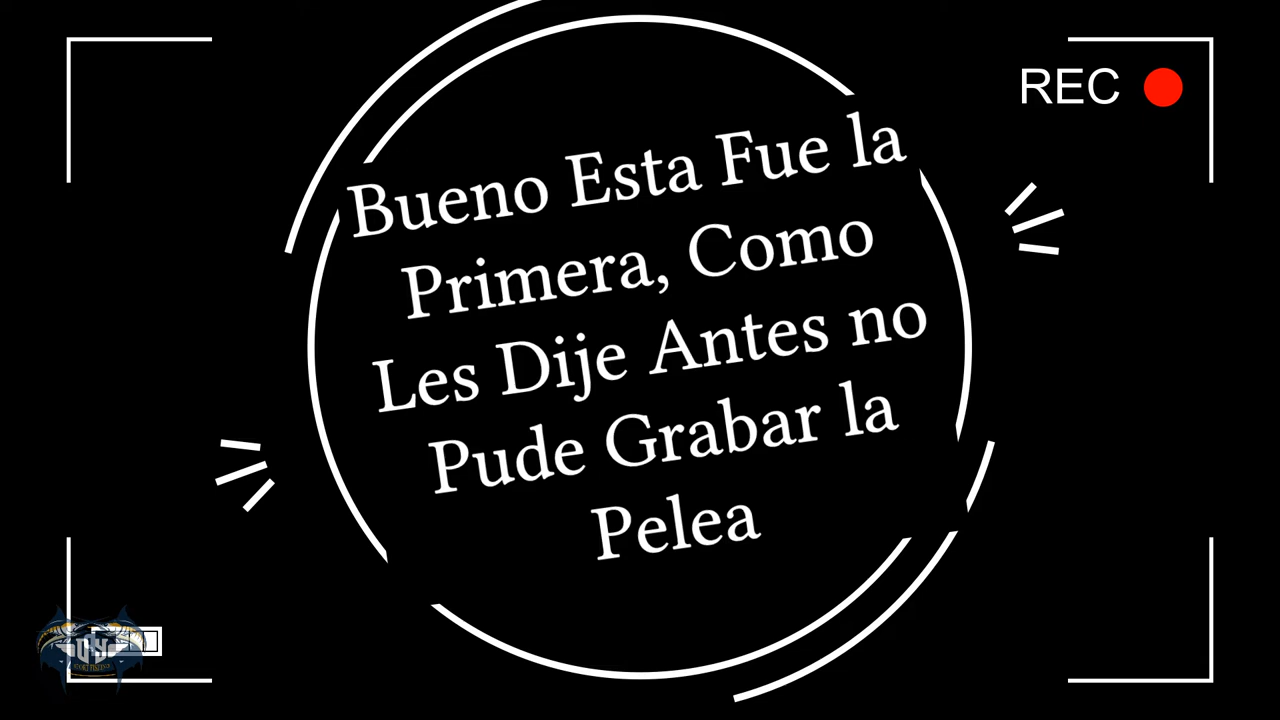 REC
Bueno Esta Fue la
Primera, Como
Les Dije Antes no
Pude Grabar la
Pelea